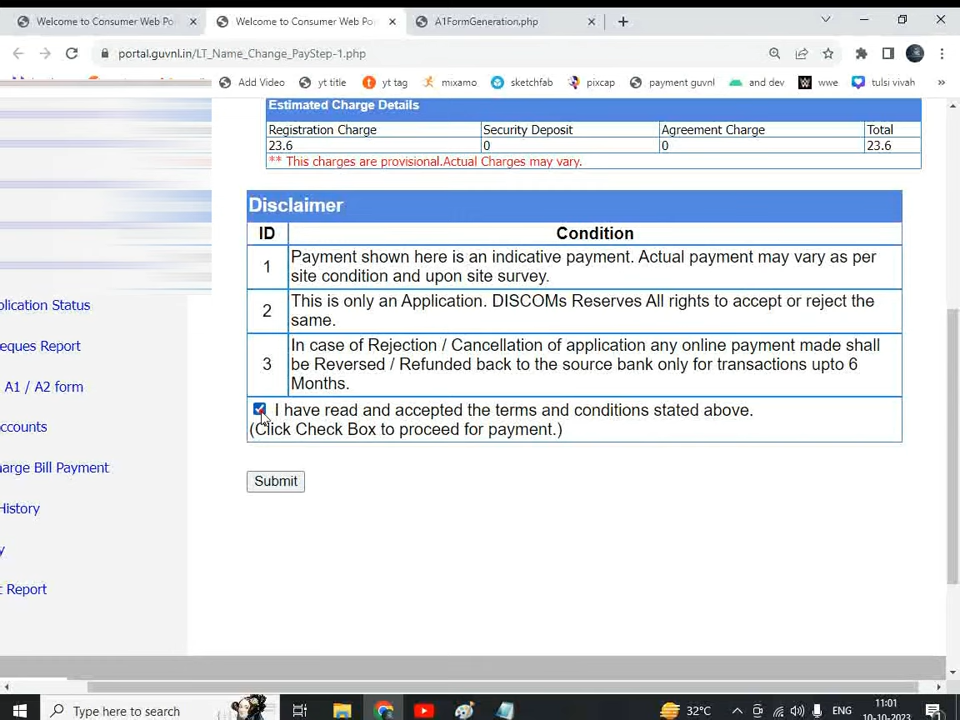 Welcome to Consumer Web Po
Welcome to Consumer Web Po
A1FormGeneration.php
portal.guvnl.in/LT_Name_Change_PayStep-1.php
Add Video
yt title
yt tag
mixamo
sketchfab
pixcap
payment guvnl
and dev
wwe
tulsi vivah
Estimated Charge Details
Registration Charge Security Deposit Agreement Charge Total
23.6 0 0 23.6
** This charges are provisional.Actual Charges may vary.
Disclaimer
ID Condition
1 Payment shown here is an indicative payment. Actual payment may vary as per
site condition and upon site survey.
2 This is only an Application. DISCOMs Reserves All rights to accept or reject the
same.
3 In case of Rejection / Cancellation of application any online payment made shall
be Reversed / Refunded back to the source bank only for transactions upto 6
Months.
I have read and accepted the terms and conditions stated above.
(Click Check Box to proceed for payment.)
Submit
plication Status
eques Report
A1 / A2 form
ccounts
harge Bill Payment
History
y
t Report
Type here to search
32°C
ENG
11:01
10-10-2023